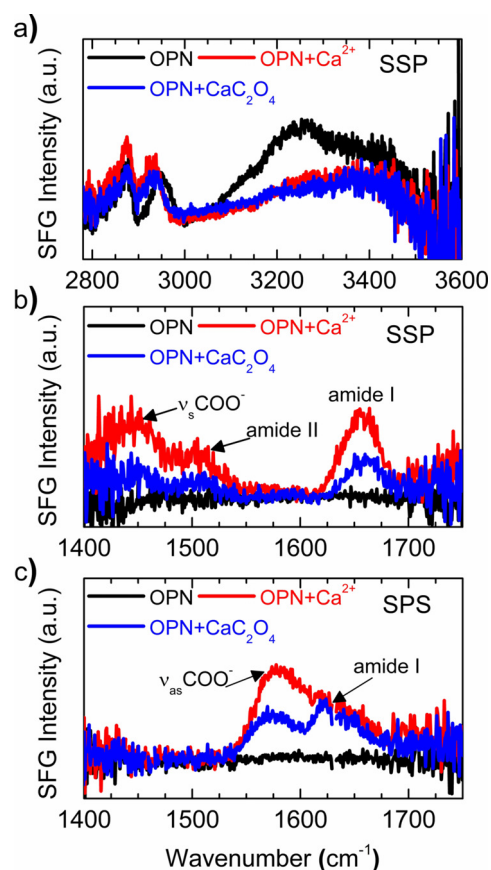 a)
OPN OPN+Ca²⁺ SSP
OPN+CaC₂O₄
SFG Intensity (a.u.)
2800 3000 3200 3400 3600
b)
OPN OPN+Ca²⁺ SSP
OPN+CaC₂O₄
νₛCOO⁻
amide II
amide I
SFG Intensity (a.u.)
1400 1500 1600 1700
c)
OPN OPN+Ca²⁺ SPS
OPN+CaC₂O₄
νₐₛCOO⁻
amide I
SFG Intensity (a.u.)
1400 1500 1600 1700
Wavenumber (cm⁻¹)